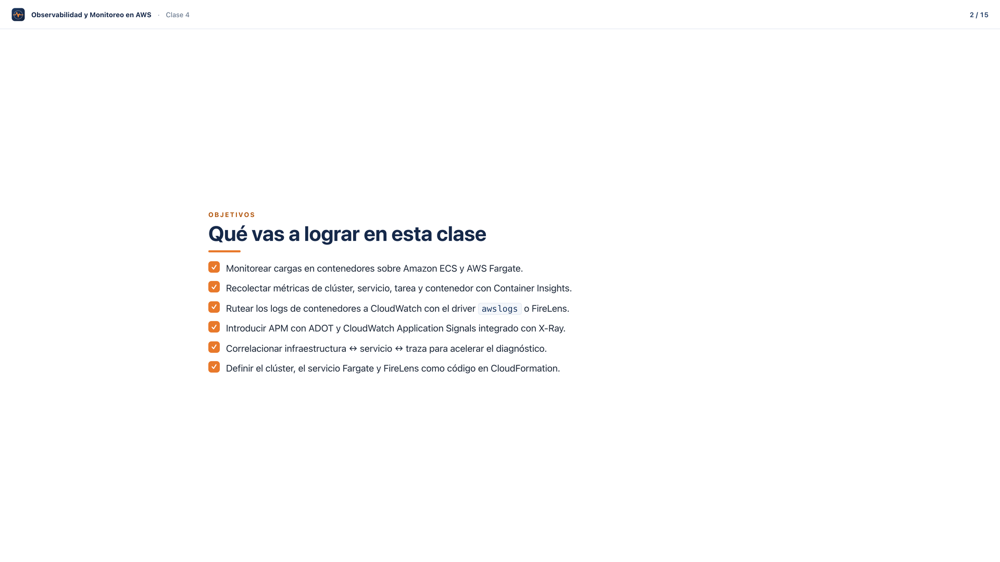 Observabilidad y Monitoreo en AWS · Clase 4
2 / 15
OBJETIVOS
Qué vas a lograr en esta clase
Monitorear cargas en contenedores sobre Amazon ECS y AWS Fargate.
Recolectar métricas de clúster, servicio, tarea y contenedor con Container Insights.
Rutear los logs de contenedores a CloudWatch con el driver awslogs o FireLens.
Introducir APM con ADOT y CloudWatch Application Signals integrado con X-Ray.
Correlacionar infraestructura ↔ servicio ↔ traza para acelerar el diagnóstico.
Definir el clúster, el servicio Fargate y FireLens como código en CloudFormation.